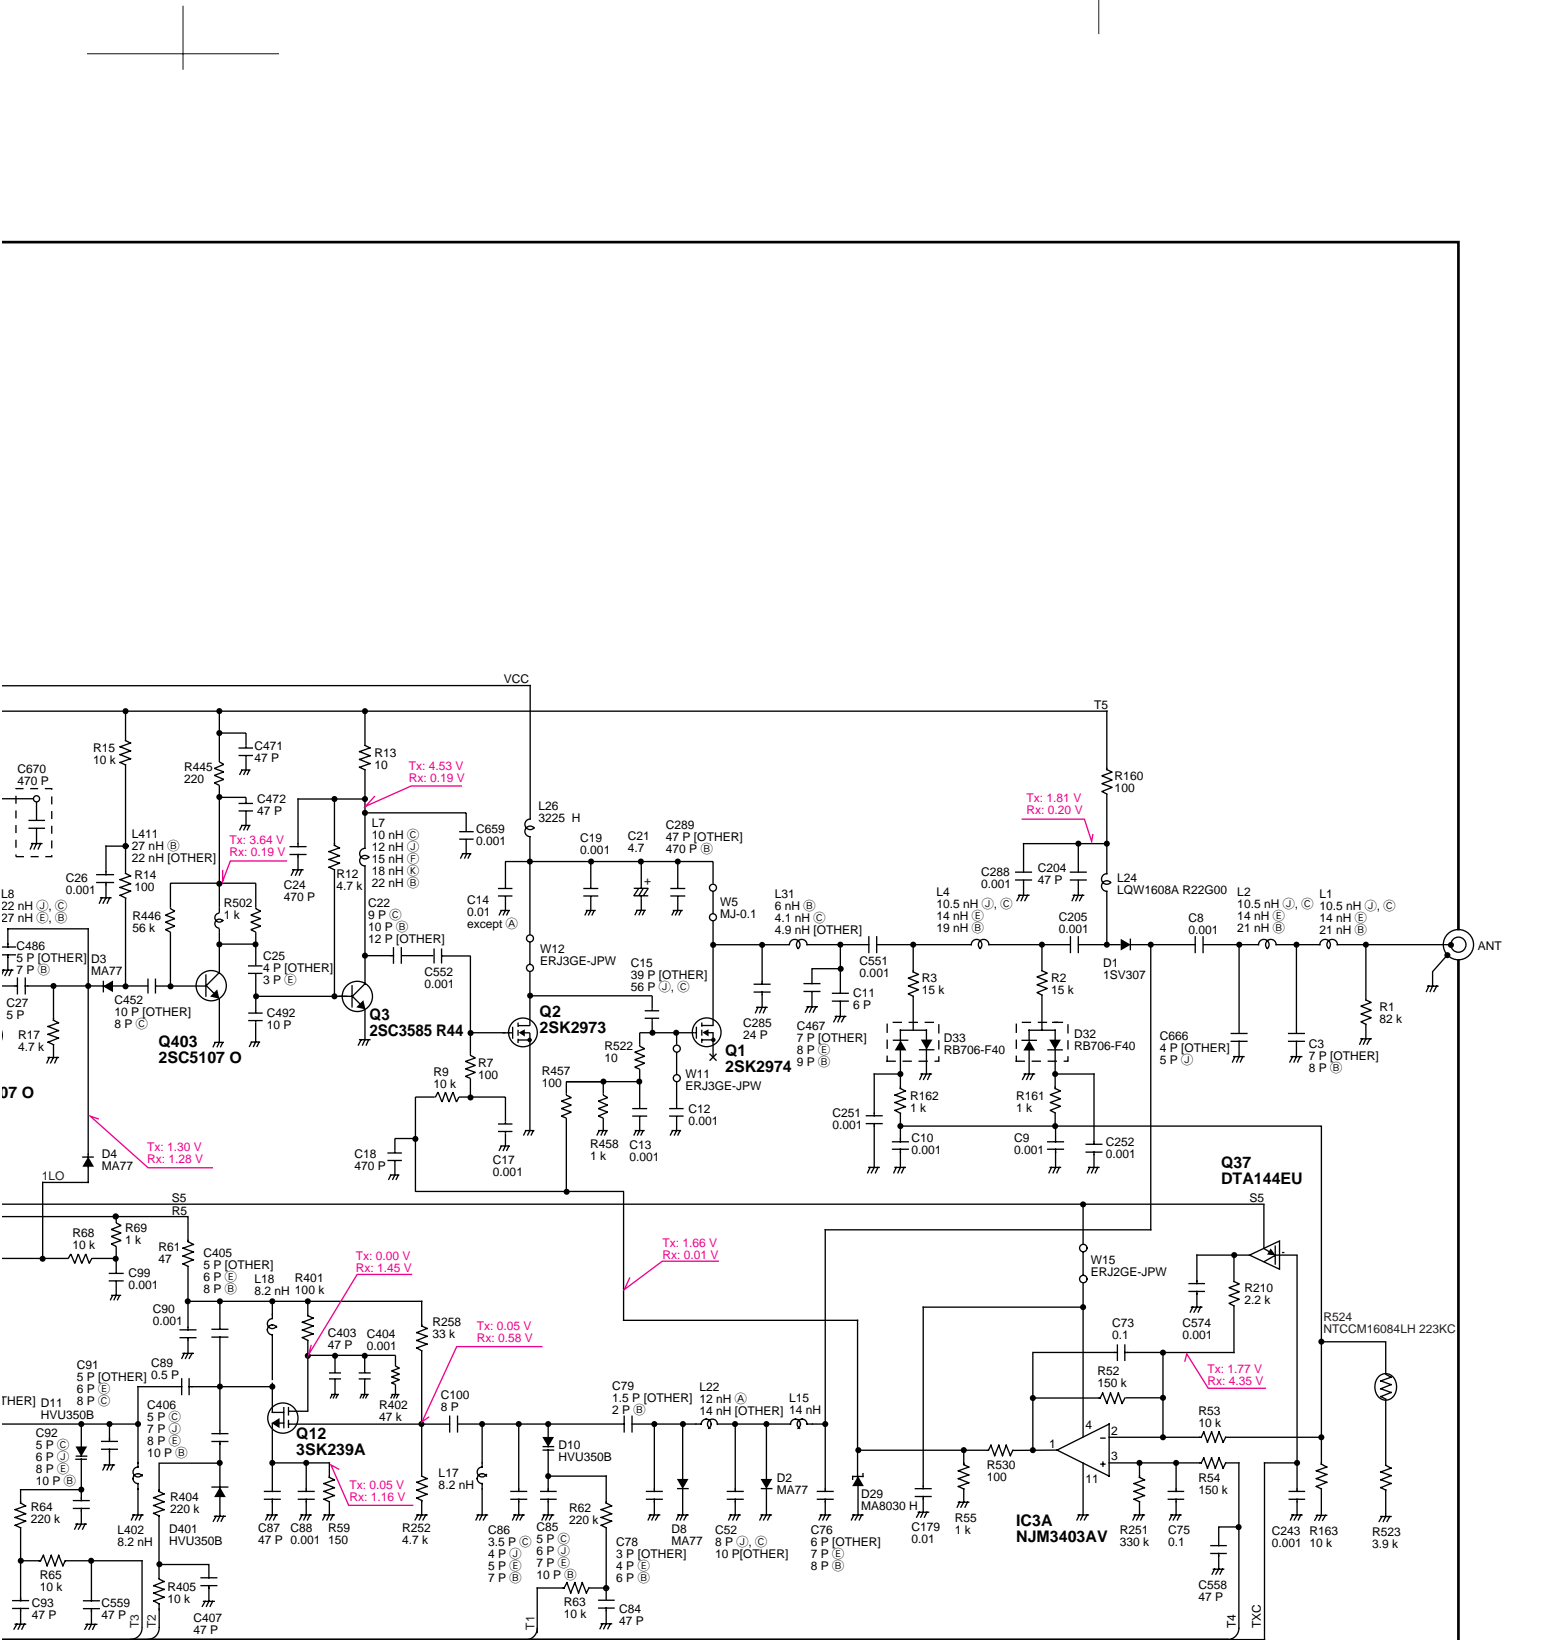 VCC
T5
R15
10 k
C471
47 P
R13
10
R445
220
C670
470 P
Tx: 4.53 V
Rx: 0.19 V
R160
100
C472
47 P
L26
3225 H
Tx: 1.81 V
Rx: 0.20 V
L411
27 nH Ⓑ
22 nH [OTHER]
Tx: 3.64 V
Rx: 0.19 V
L7
10 nH Ⓒ
12 nH Ⓙ
15 nH Ⓕ
18 nH Ⓚ
22 nH Ⓑ
C659
0.001
C19
0.001
C21
4.7
C289
47 P [OTHER]
470 P Ⓑ
C26
0.001
R14
100
C24
470 P
R12
4.7 k
C288
0.001
C204
47 P
L24
LQW1608A R22G00
L8
22 nH Ⓙ, Ⓒ
27 nH Ⓔ, Ⓑ
R446
56 k
R502
1 k
C22
9 P Ⓒ
10 P Ⓑ
12 P [OTHER]
C14
0.01
except Ⓐ
+
W5
MJ-0.1
L31
6 nH Ⓑ
4.1 nH Ⓒ
4.9 nH [OTHER]
L4
10.5 nH Ⓙ, Ⓒ
14 nH Ⓔ
19 nH Ⓑ
C205
0.001
C8
0.001
L2
10.5 nH Ⓙ, Ⓒ
14 nH Ⓔ
21 nH Ⓑ
L1
10.5 nH Ⓙ, Ⓒ
14 nH Ⓔ
21 nH Ⓑ
ANT
C486
5 P [OTHER]
7 P Ⓑ
D3
MA77
C25
4 P [OTHER]
3 P Ⓔ
C552
0.001
W12
ERJ3GE-JPW
C15
39 P [OTHER]
56 P Ⓙ, Ⓒ
C551
0.001
D1
1SV307
R3
15 k
R2
15 k
C27
5 P
C452
10 P [OTHER]
8 P Ⓒ
C492
10 P
Q3
2SC3585 R44
Q2
2SK2973
C11
6 P
R1
82 k
R17
4.7 k
Q403
2SC5107 O
C285
24 P
C467
7 P [OTHER]
8 P Ⓔ
9 P Ⓑ
D33
RB706-F40
D32
RB706-F40
C666
4 P [OTHER]
5 P Ⓙ
C3
7 P [OTHER]
8 P Ⓑ
R522
10
Q1
2SK2974
07 O
R7
100
R9
10 k
R457
100
W11
ERJ3GE-JPW
R162
1 k
R161
1 k
C12
0.001
C251
0.001
Tx: 1.30 V
Rx: 1.28 V
D4
MA77
C18
470 P
C17
0.001
R458
1 k
C13
0.001
C10
0.001
C9
0.001
C252
0.001
Q37
DTA144EU
1LO
S5
R5
S5
R68
10 k
R69
1 k
R61
47
C405
5 P [OTHER]
6 P Ⓔ
8 P Ⓑ
Tx: 0.00 V
Rx: 1.45 V
Tx: 1.66 V
Rx: 0.01 V
W15
ERJ2GE-JPW
C99
0.001
L18
8.2 nH
R401
100 k
R210
2.2 k
C90
0.001
C403
47 P
C404
0.001
R258
33 k
Tx: 0.05 V
Rx: 0.58 V
C73
0.1
C574
0.001
R524
NTCCM16084LH 223KC
C91
5 P [OTHER]
6 P Ⓔ
8 P Ⓒ
C89
0.5 P
R52
150 k
Tx: 1.77 V
Rx: 4.35 V
THER]
D11
HVU350B
C406
5 P Ⓒ
7 P Ⓙ
8 P Ⓔ
10 P Ⓑ
R402
47 k
C100
8 P
C79
1.5 P [OTHER]
2 P Ⓑ
L22
12 nH Ⓐ
14 nH [OTHER]
L15
14 nH
R53
10 k
C92
5 P Ⓒ
6 P Ⓙ
8 P Ⓔ
10 P Ⓑ
Q12
3SK239A
D10
HVU350B
4
2
1
3
11
−
+
L17
8.2 nH
Tx: 0.05 V
Rx: 1.16 V
R530
100
R54
150 k
D2
MA77
D29
MA8030 H
R64
220 k
R404
220 k
R62
220 k
L402
8.2 nH
D401
HVU350B
C87
47 P
C88
0.001
R59
150
R252
4.7 k
C86
3.5 P Ⓒ
4 P Ⓙ
5 P Ⓔ
7 P Ⓑ
C85
5 P Ⓒ
6 P Ⓙ
7 P Ⓔ
10 P Ⓑ
C78
3 P [OTHER]
4 P Ⓔ
6 P Ⓑ
D8
MA77
C52
8 P Ⓙ, Ⓒ
10 P[OTHER]
C76
6 P [OTHER]
7 P Ⓔ
8 P Ⓑ
C179
0.01
R55
1 k
IC3A
NJM3403AV
R251
330 k
C75
0.1
C243
0.001
R163
10 k
R523
3.9 k
R65
10 k
C93
47 P
C559
47 P
T3
T2
R405
10 k
C407
47 P
T1
R63
10 k
C84
47 P
C558
47 P
T4
TXC